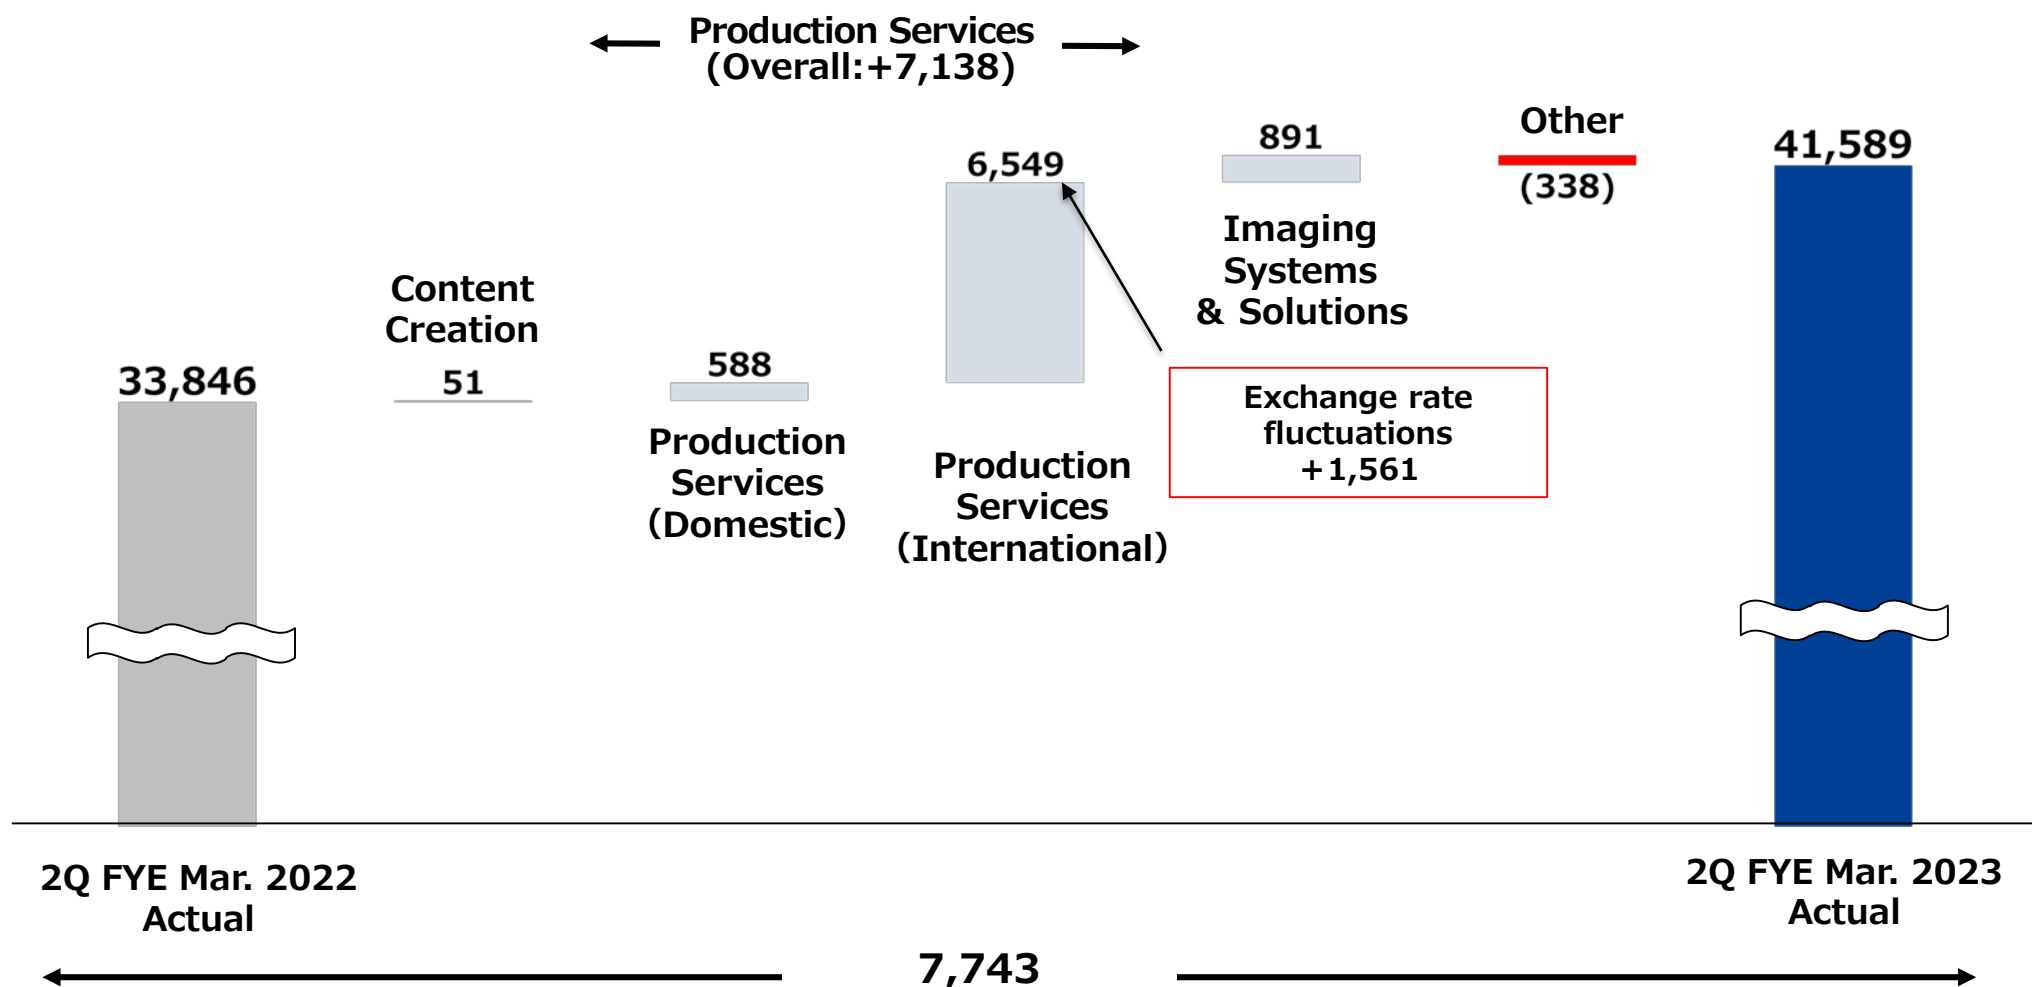 Production Services
(Overall:+7,138)
33,846
Content
Creation
51
588
Production
Services
(Domestic)
6,549
Production
Services
(International)
891
Imaging
Systems
& Solutions
Exchange rate
fluctuations
+1,561
Other
(338)
41,589
2Q FYE Mar. 2022
Actual
2Q FYE Mar. 2023
Actual
7,743